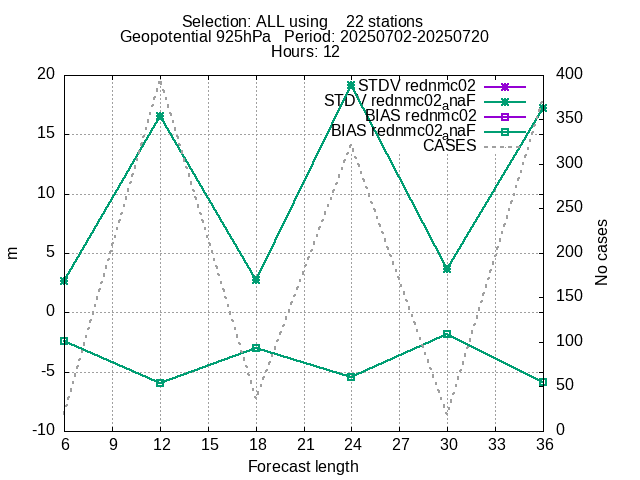 Selection: ALL using    22 stations
Geopotential 925hPa   Period: 20250702-20250720
Hours: 12
STDV rednmc02
STDV rednmc02_anaF
BIAS rednmc02
BIAS rednmc02_anaF
CASES
20
15
10
5
0
-5
-10
m
400
350
300
250
200
150
100
50
0
No cases
6 9 12 15 18 21 24 27 30 33 36
Forecast length